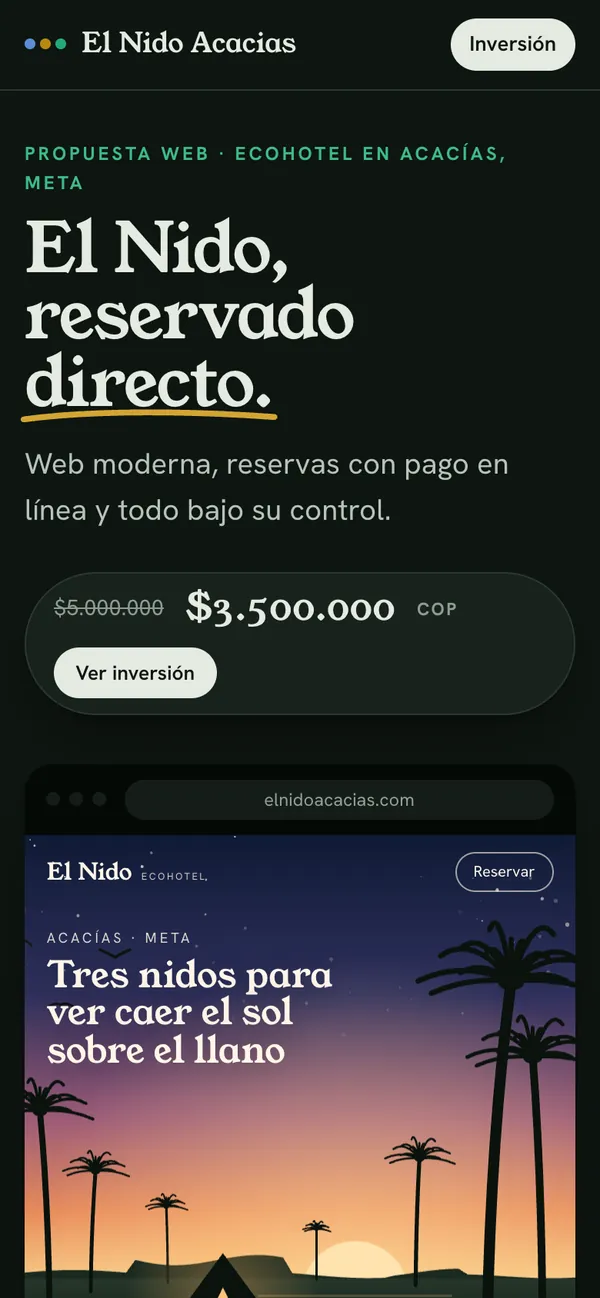 El Nido Acacias
Inversión
PROPUESTA WEB · ECOHOTEL EN ACACÍAS,
META
El Nido,
reservado
directo.
Web moderna, reservas con pago en
línea y todo bajo su control.
$5.000.000 $3.500.000 COP
Ver inversión
elnidoacacias.com
El Nido ECOHOTEL
Reservar
ACACÍAS · META
Tres nidos para
ver caer el sol
sobre el llano